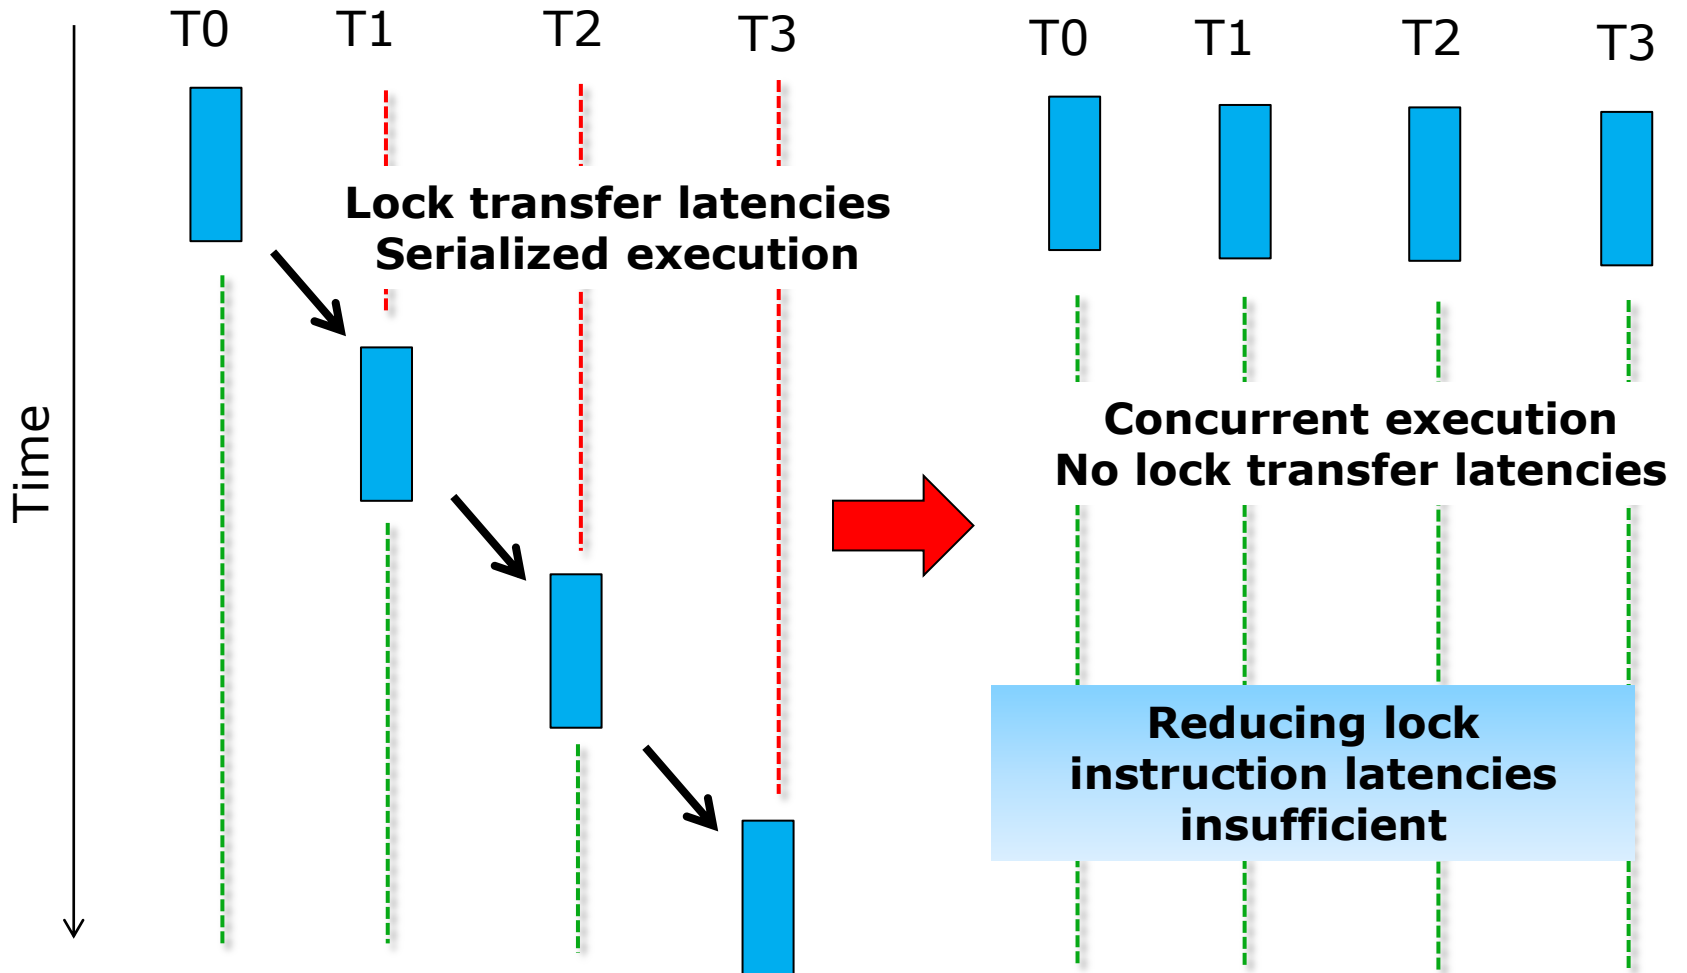 T0 T1 T2 T3
Lock transfer latencies
Serialized execution
Time
T0 T1 T2 T3
Concurrent execution
No lock transfer latencies
Reducing lock
instruction latencies
insufficient